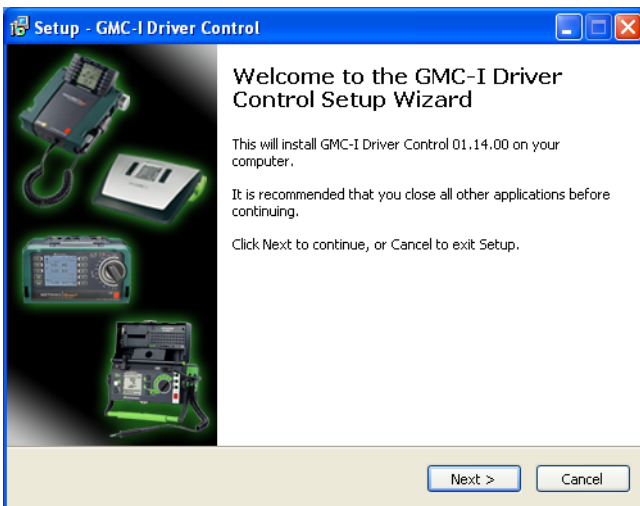 Setup - GMC-I Driver Control
Welcome to the GMC-I Driver
Control Setup Wizard
This will install GMC-I Driver Control 01.14.00 on your
computer.
It is recommended that you close all other applications before
continuing.
Click Next to continue, or Cancel to exit Setup.
Next >
Cancel